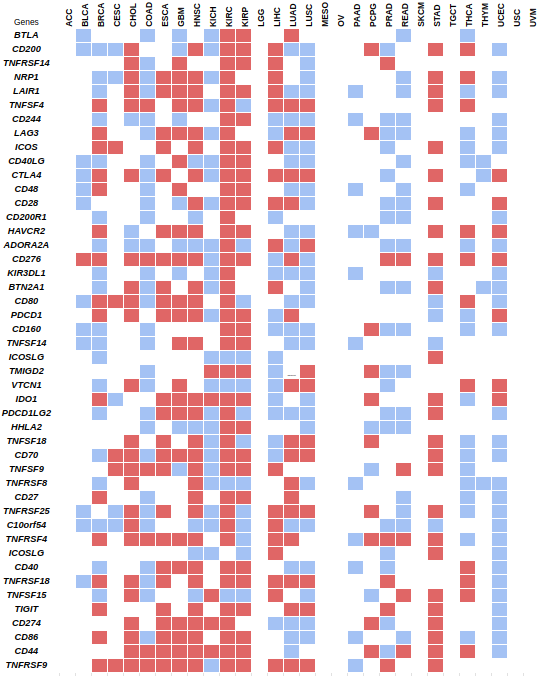 Genes ACC BLCA BRCA CESC CHOL COAD ESCA GBM HNSC KICH KIRC KIRP LGG LIHC LUAD LUSC MESO OV PAAD PCPG PRAD READ SKCM STAD TGCT THCA THYM UCEC USC UVM
BTLA
CD200
TNFRSF14
NRP1
LAIR1
TNFSF4
CD244
LAG3
ICOS
CD40LG
CTLA4
CD48
CD28
CD200R1
HAVCR2
ADORA2A
CD276
KIR3DL1
BTN2A1
CD80
PDCD1
CD160
TNFSF14
ICOSLG
TMIGD2
VTCN1
IDO1
PDCD1LG2
HHLA2
TNFSF18
CD70
TNFSF9
TNFRSF8
CD27
TNFRSF25
C10orf54
TNFRSF4
ICOSLG
CD40
TNFRSF18
TNFSF15
TIGIT
CD274
CD86
CD44
TNFRSF9